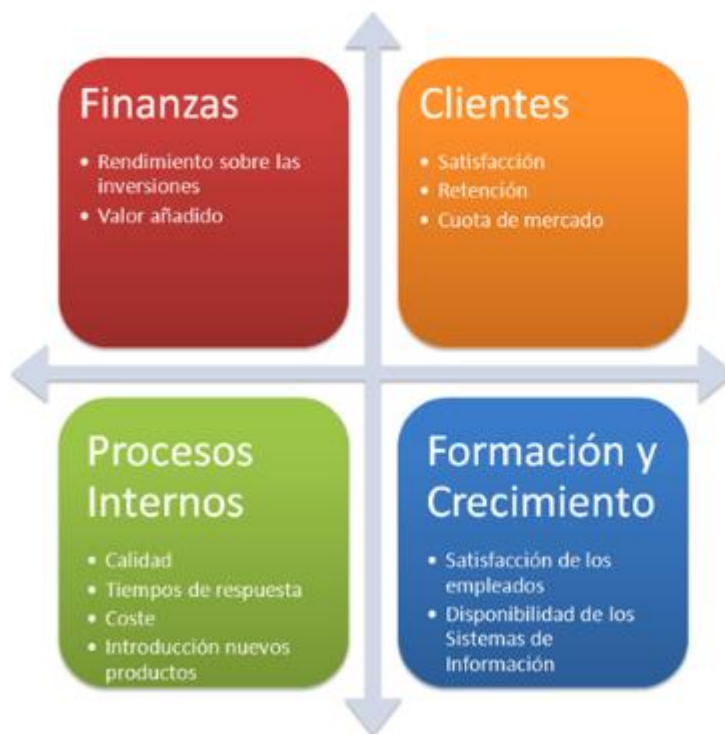 Finanzas
• Rendimiento sobre las
inversiones
• Valor añadido
Clientes
• Satisfacción
• Retención
• Cuota de mercado
Procesos
Internos
• Calidad
• Tiempos de respuesta
• Coste
• Introducción nuevos
productos
Formación y
Crecimiento
• Satisfacción de los
empleados
• Disponibilidad de los
Sistemas de
Información